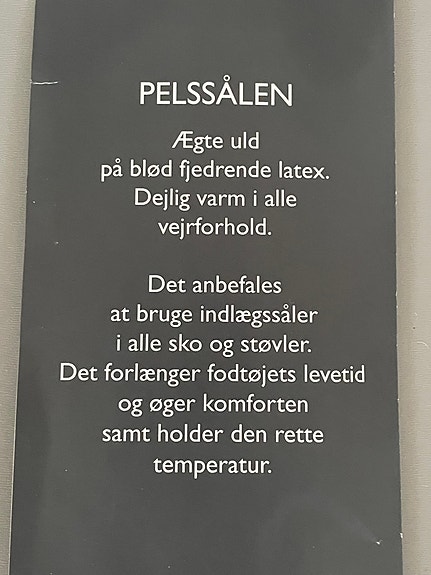 PELSSÅLEN
Ægte uld
på blød fjedrende latex.
Dejlig varm i alle
vejrforhold.
Det anbefales
at bruge indlægssåler
i alle sko og støvler.
Det forlænger fodtøjets levetid
og øger komforten
samt holder den rette
temperatur.